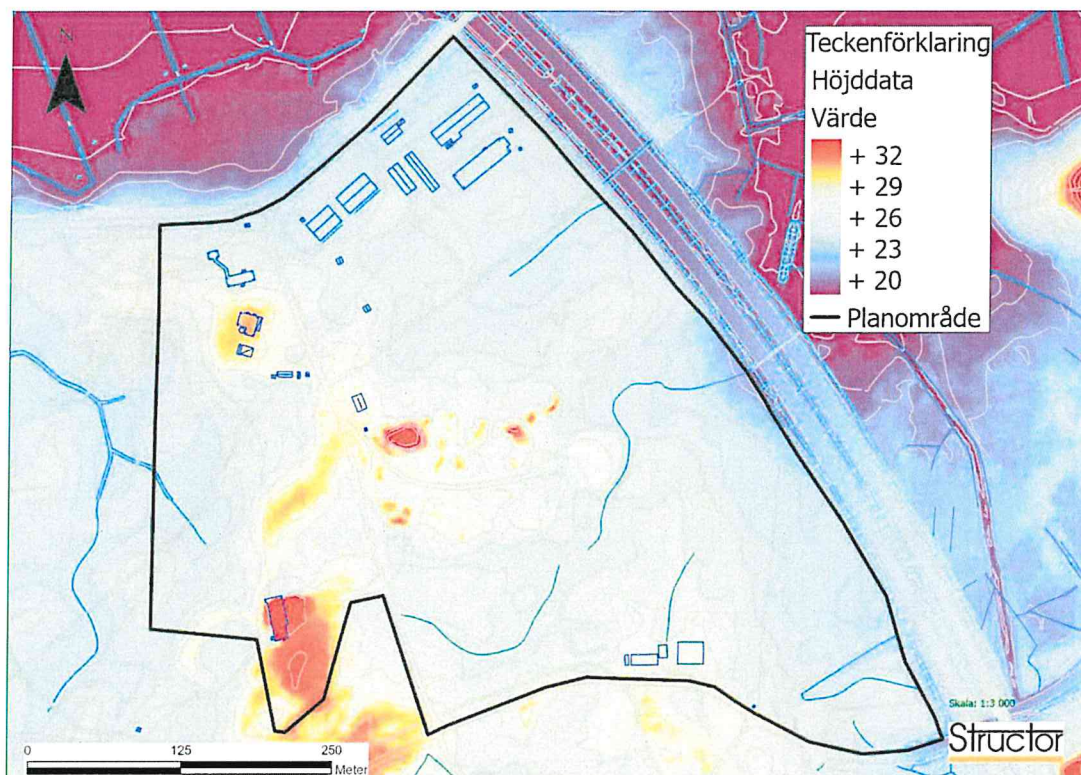 N
Teckenförklaring
Höjddata
Värde
+ 32
+ 29
+ 26
+ 23
+ 20
Planområde
Skala: 1:3 000
Structor
0 125 250
Meter